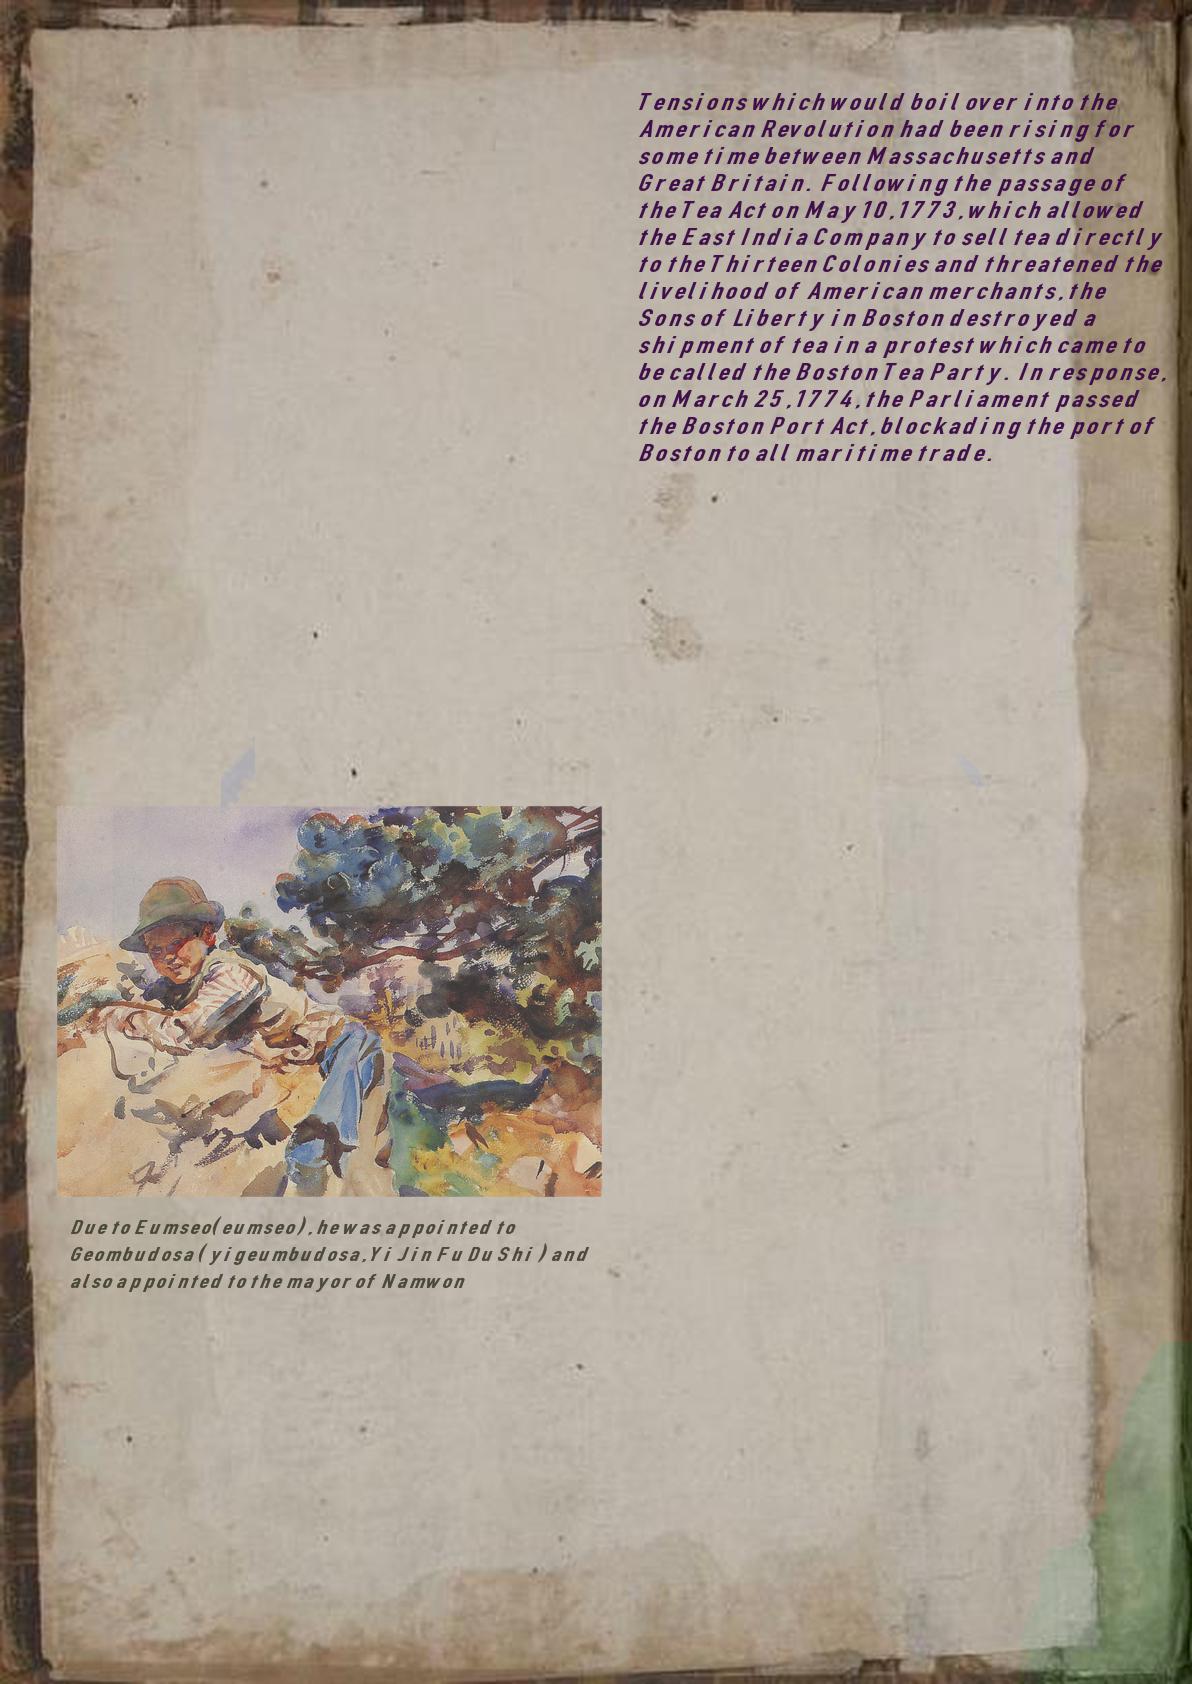 Tensions which would boil over into the
American Revolution had been rising for
some time between Massachusetts and
Great Britain. Following the passage of
the Tea Act on May 10, 1773, which allowed
the East India Company to sell tea directly
to the Thirteen Colonies and threatened the
livelihood of American merchants, the
Sons of Liberty in Boston destroyed a
shipment of tea in a protest which came to
be called the Boston Tea Party. In response,
on March 25, 1774, the Parliament passed
the Boston Port Act, blockading the port of
Boston to all maritime trade.
Due to Eumseo(eumseo), he was appointed to
Geombudosa(yigeumbudosa, Yi Jin Fu Du Shi) and
also appointed to the mayor of Namwon